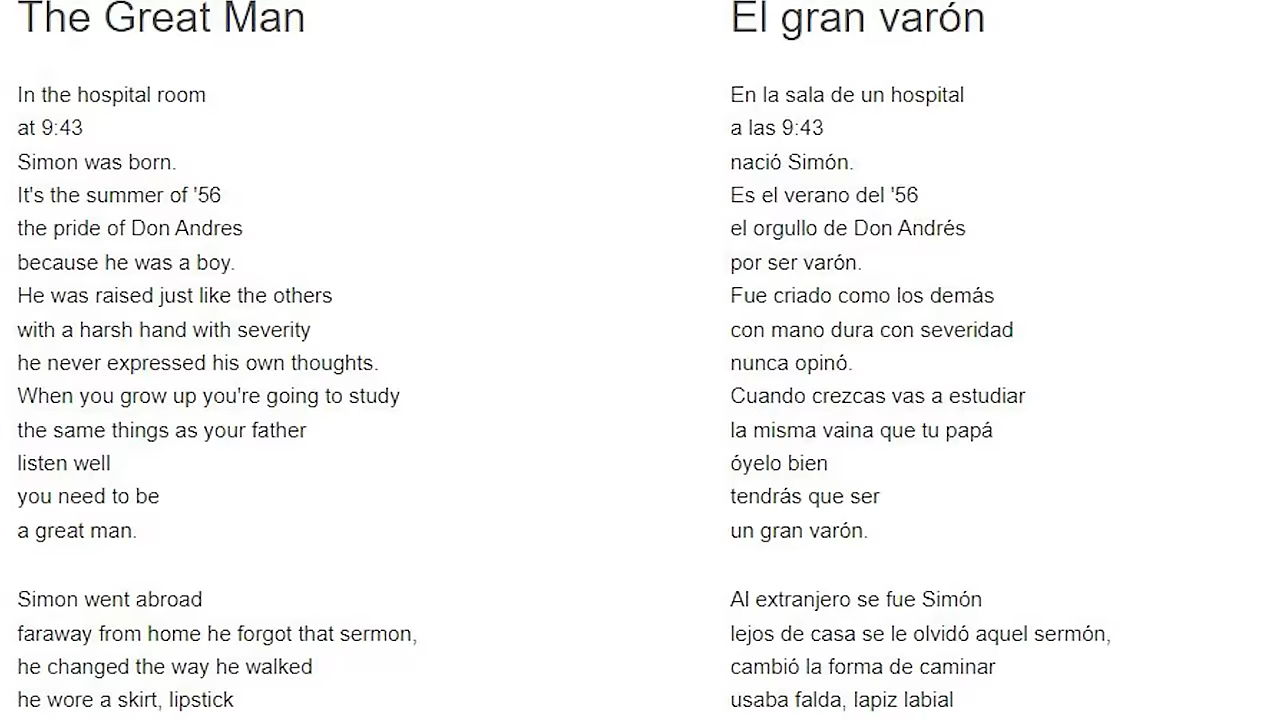 The Great Man
In the hospital room
at 9:43
Simon was born.
It's the summer of '56
the pride of Don Andres
because he was a boy.
He was raised just like the others
with a harsh hand with severity
he never expressed his own thoughts.
When you grow up you're going to study
the same things as your father
listen well
you need to be
a great man.
Simon went abroad
faraway from home he forgot that sermon,
he changed the way he walked
he wore a skirt, lipstick
El gran varón
En la sala de un hospital
a las 9:43
nació Simón.
Es el verano del '56
el orgullo de Don Andrés
por ser varón.
Fue criado como los demás
con mano dura con severidad
nunca opinó.
Cuando crezcas vas a estudiar
la misma vaina que tu papá
óyelo bien
tendrás que ser
un gran varón.
Al extranjero se fue Simón
lejos de casa se le olvidó aquel sermón,
cambió la forma de caminar
usaba falda, lapiz labial